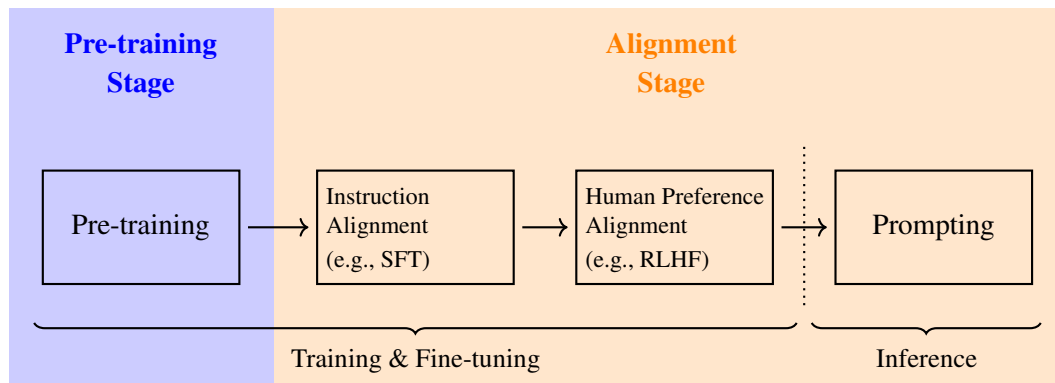 Pre-training
Stage
Alignment
Stage
Pre-training
Instruction
Alignment
(e.g., SFT)
Human Preference
Alignment
(e.g., RLHF)
Prompting
Training & Fine-tuning
Inference